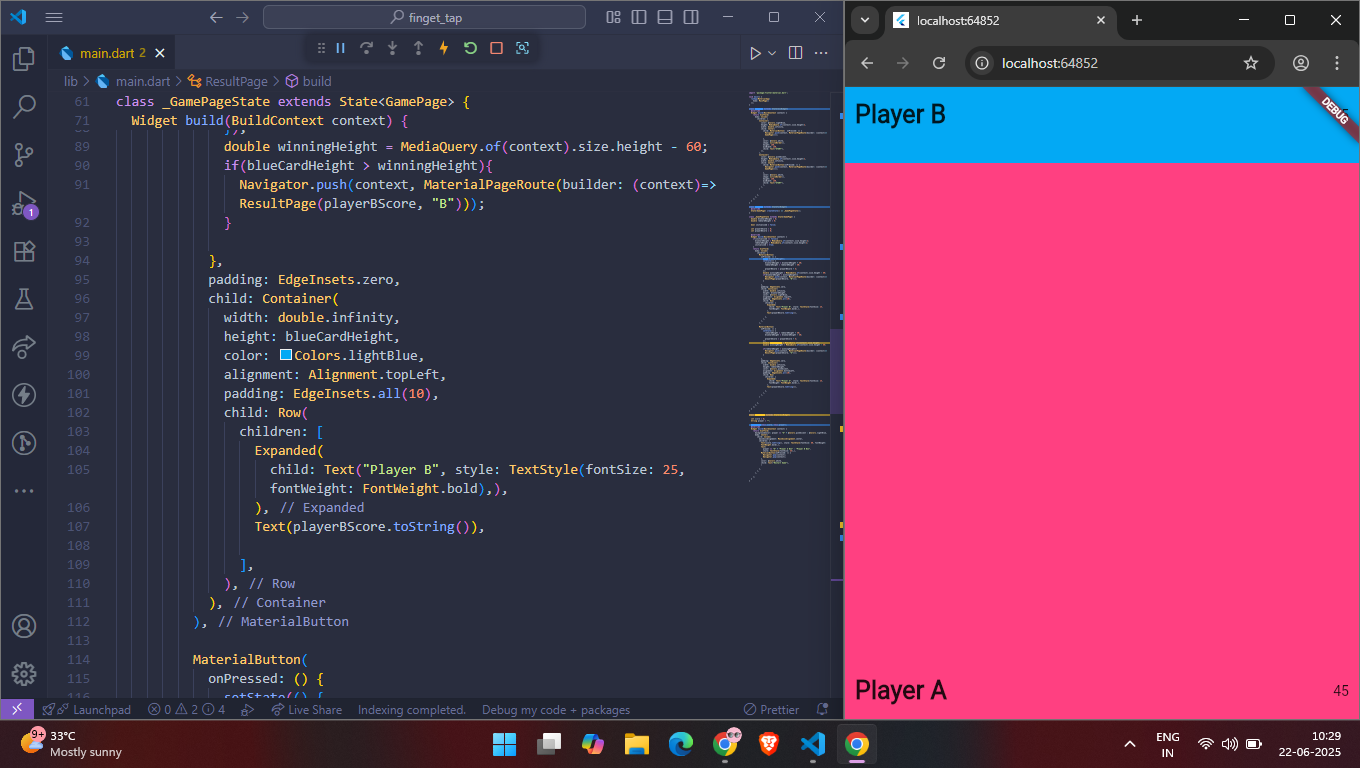 finget_tap
main.dart 2
lib > main.dart > ResultPage > build
61 class _GamePageState extends State<GamePage> {
71 Widget build(BuildContext context) {
88 });
89 double winningHeight = MediaQuery.of(context).size.height - 60;
90 if(blueCardHeight > winningHeight){
91 Navigator.push(context, MaterialPageRoute(builder: (context)=>
ResultPage(playerBScore, "B")));
92 }
93
94 },
95 padding: EdgeInsets.zero,
96 child: Container(
97 width: double.infinity,
98 height: blueCardHeight,
99 color: Colors.lightBlue,
100 alignment: Alignment.topLeft,
101 padding: EdgeInsets.all(10),
102 child: Row(
103 children: [
104 Expanded(
105 child: Text("Player B", style: TextStyle(fontSize: 25,
fontWeight: FontWeight.bold),),
106 ), // Expanded
107 Text(playerBScore.toString()),
108
109 ],
110 ), // Row
111 ), // Container
112 ), // MaterialButton
113
114 MaterialButton(
115 onPressed: () {
116 setState(() {
1
Launchpad 0 2 4 Live Share Indexing completed. Debug my code + packages Prettier
localhost:64852
localhost:64852
Player B
DEBUG
Player A
45
9+
33°C
Mostly sunny
ENG
IN
10:29
22-06-2025